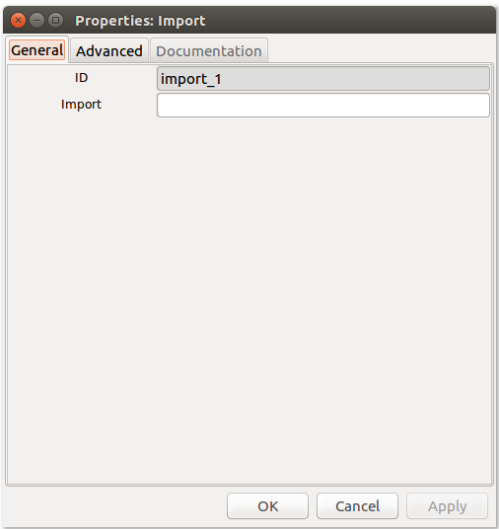 Properties: Import
General Advanced Documentation
ID import_1
Import
OK Cancel Apply